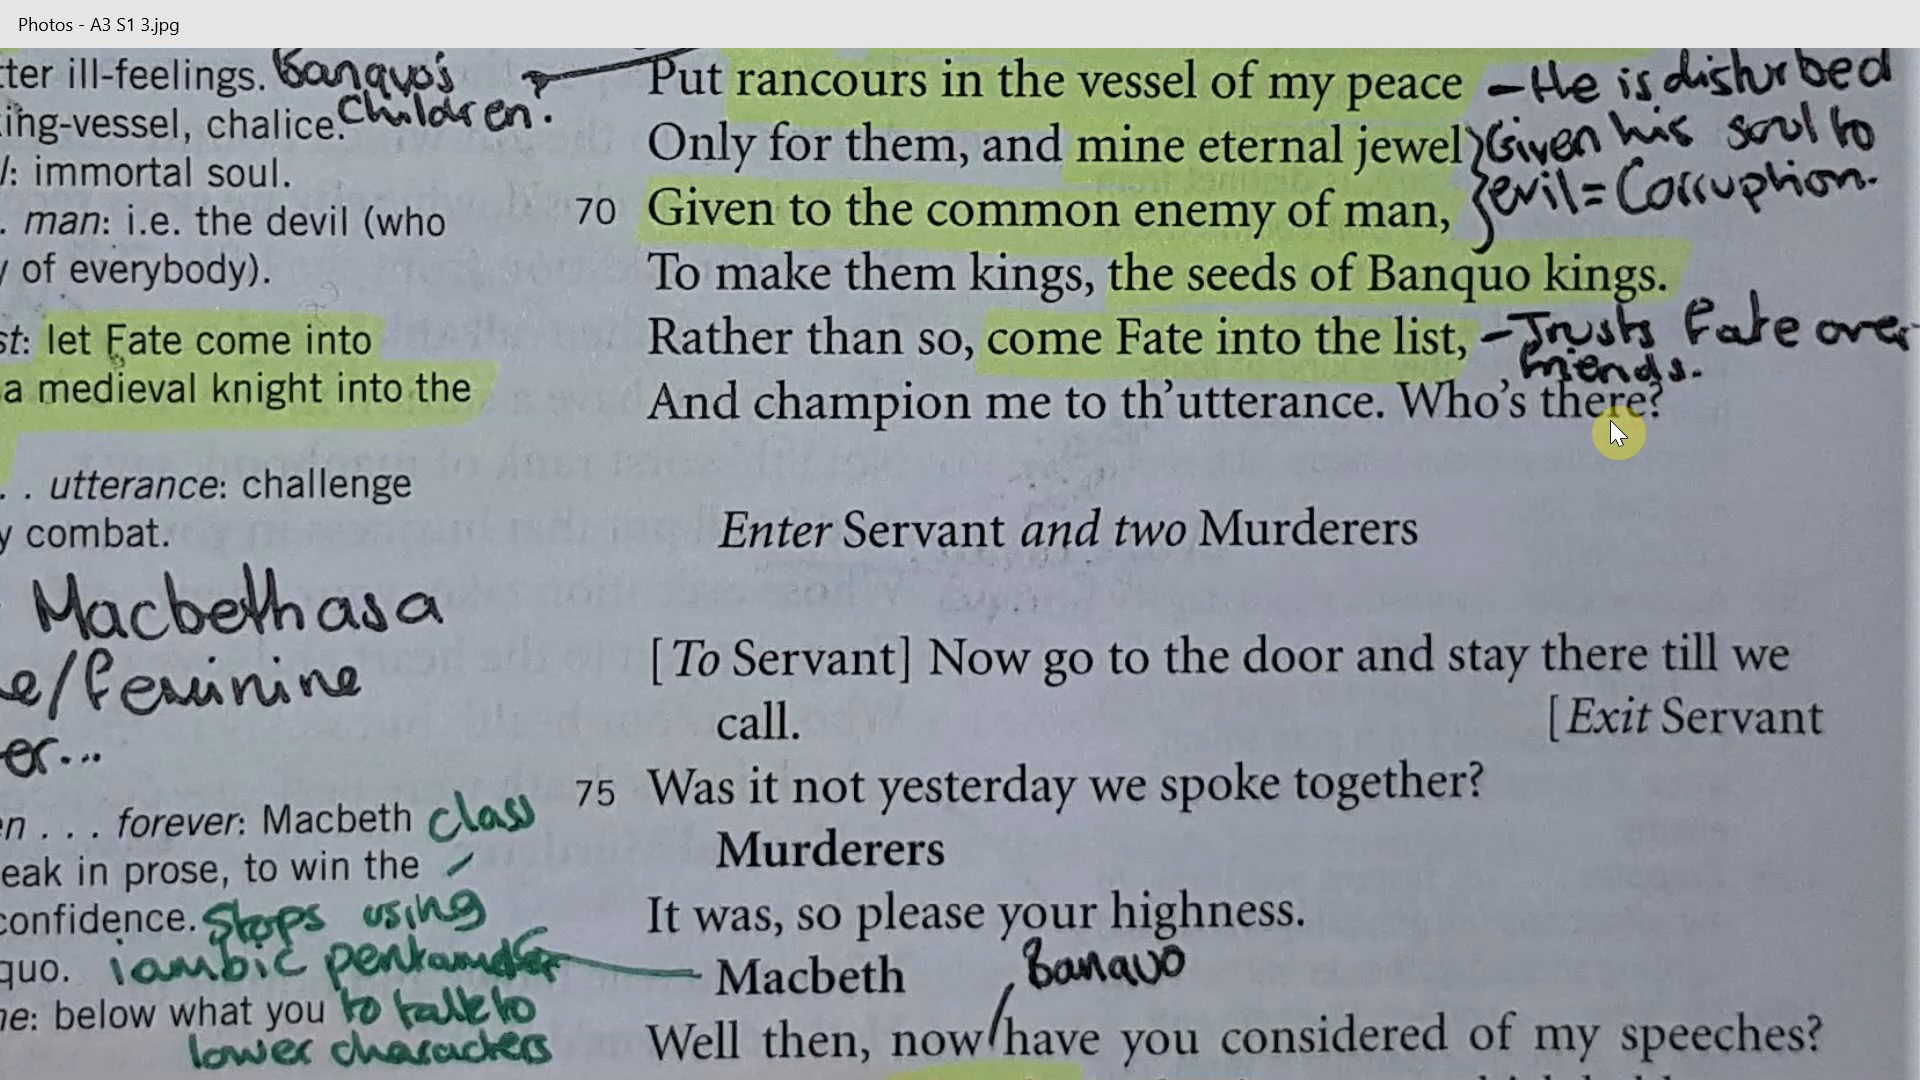 Photos - A3 S1 3.jpg
ter ill-feelings. Banquo's
ing-vessel, chalice. Children.
l: immortal soul.
. man: i.e. the devil (who
y of everybody).
st: let Fate come into
a medieval knight into the
. . utterance: challenge
y combat.
Macbeth as a
e/feminine
er...
en . . . forever: Macbeth class
eak in prose, to win the
confidence. Stops using
quo. iambic pentameter
ne: below what you to talk to
lower characters
Put rancours in the vessel of my peace - He is disturbed
Only for them, and mine eternal jewel } Given his soul to
70 Given to the common enemy of man, } evil = Corruption.
To make them kings, the seeds of Banquo kings.
Rather than so, come Fate into the list, - Trusts Fate over
friends.
And champion me to th'utterance. Who's there?
Enter Servant and two Murderers
[To Servant] Now go to the door and stay there till we
call. [Exit Servant
75 Was it not yesterday we spoke together?
Murderers
It was, so please your highness.
Macbeth Banquo
Well then, now have you considered of my speeches?